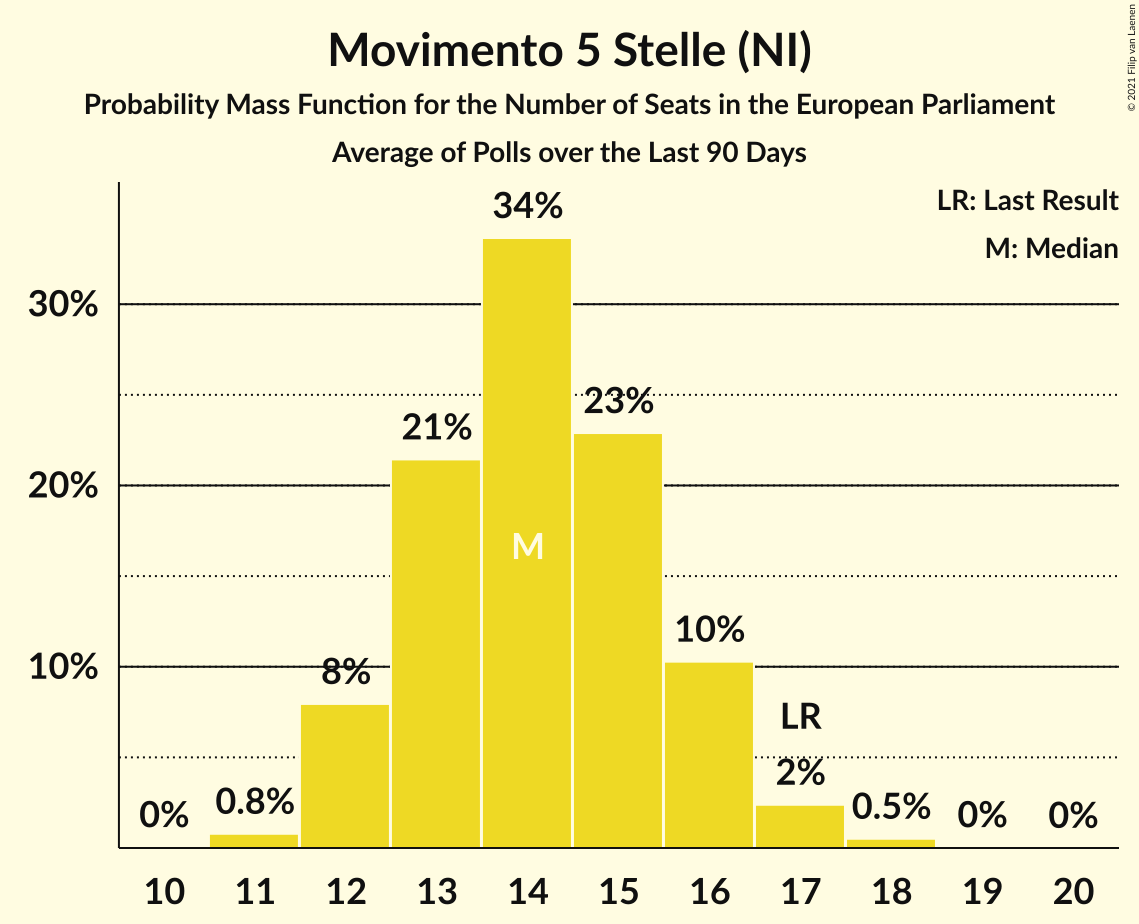 Movimento 5 Stelle (NI)
Probability Mass Function for the Number of Seats in the European Parliament
Average of Polls over the Last 90 Days
© 2021 Filip van Laenen
LR: Last Result
M: Median
34%
30%
23%
21%
20%
M
10%
10%
8%
LR
2%
0.8%
0.5%
0%
0%
0%
10 11 12 13 14 15 16 17 18 19 20